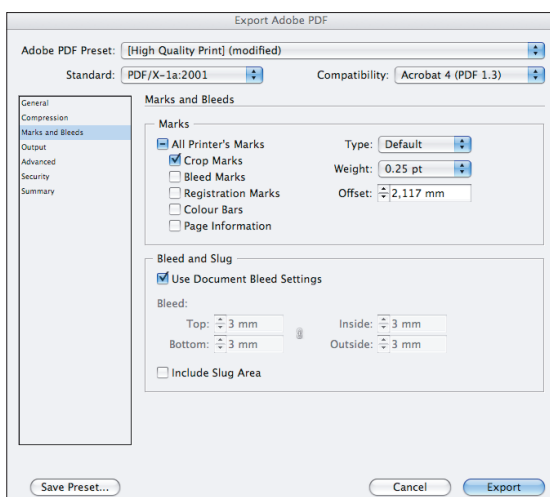 Export Adobe PDF
Adobe PDF Preset: [High Quality Print] (modified)
Standard: PDF/X-1a:2001 Compatibility: Acrobat 4 (PDF 1.3)
General
Compression
Marks and Bleeds
Output
Advanced
Security
Summary
Marks and Bleeds
Marks
All Printer's Marks
Crop Marks
Bleed Marks
Registration Marks
Colour Bars
Page Information
Type: Default
Weight: 0.25 pt
Offset: 2,117 mm
Bleed and Slug
Use Document Bleed Settings
Bleed:
Top: 3 mm Inside: 3 mm
Bottom: 3 mm Outside: 3 mm
Include Slug Area
Save Preset... Cancel Export